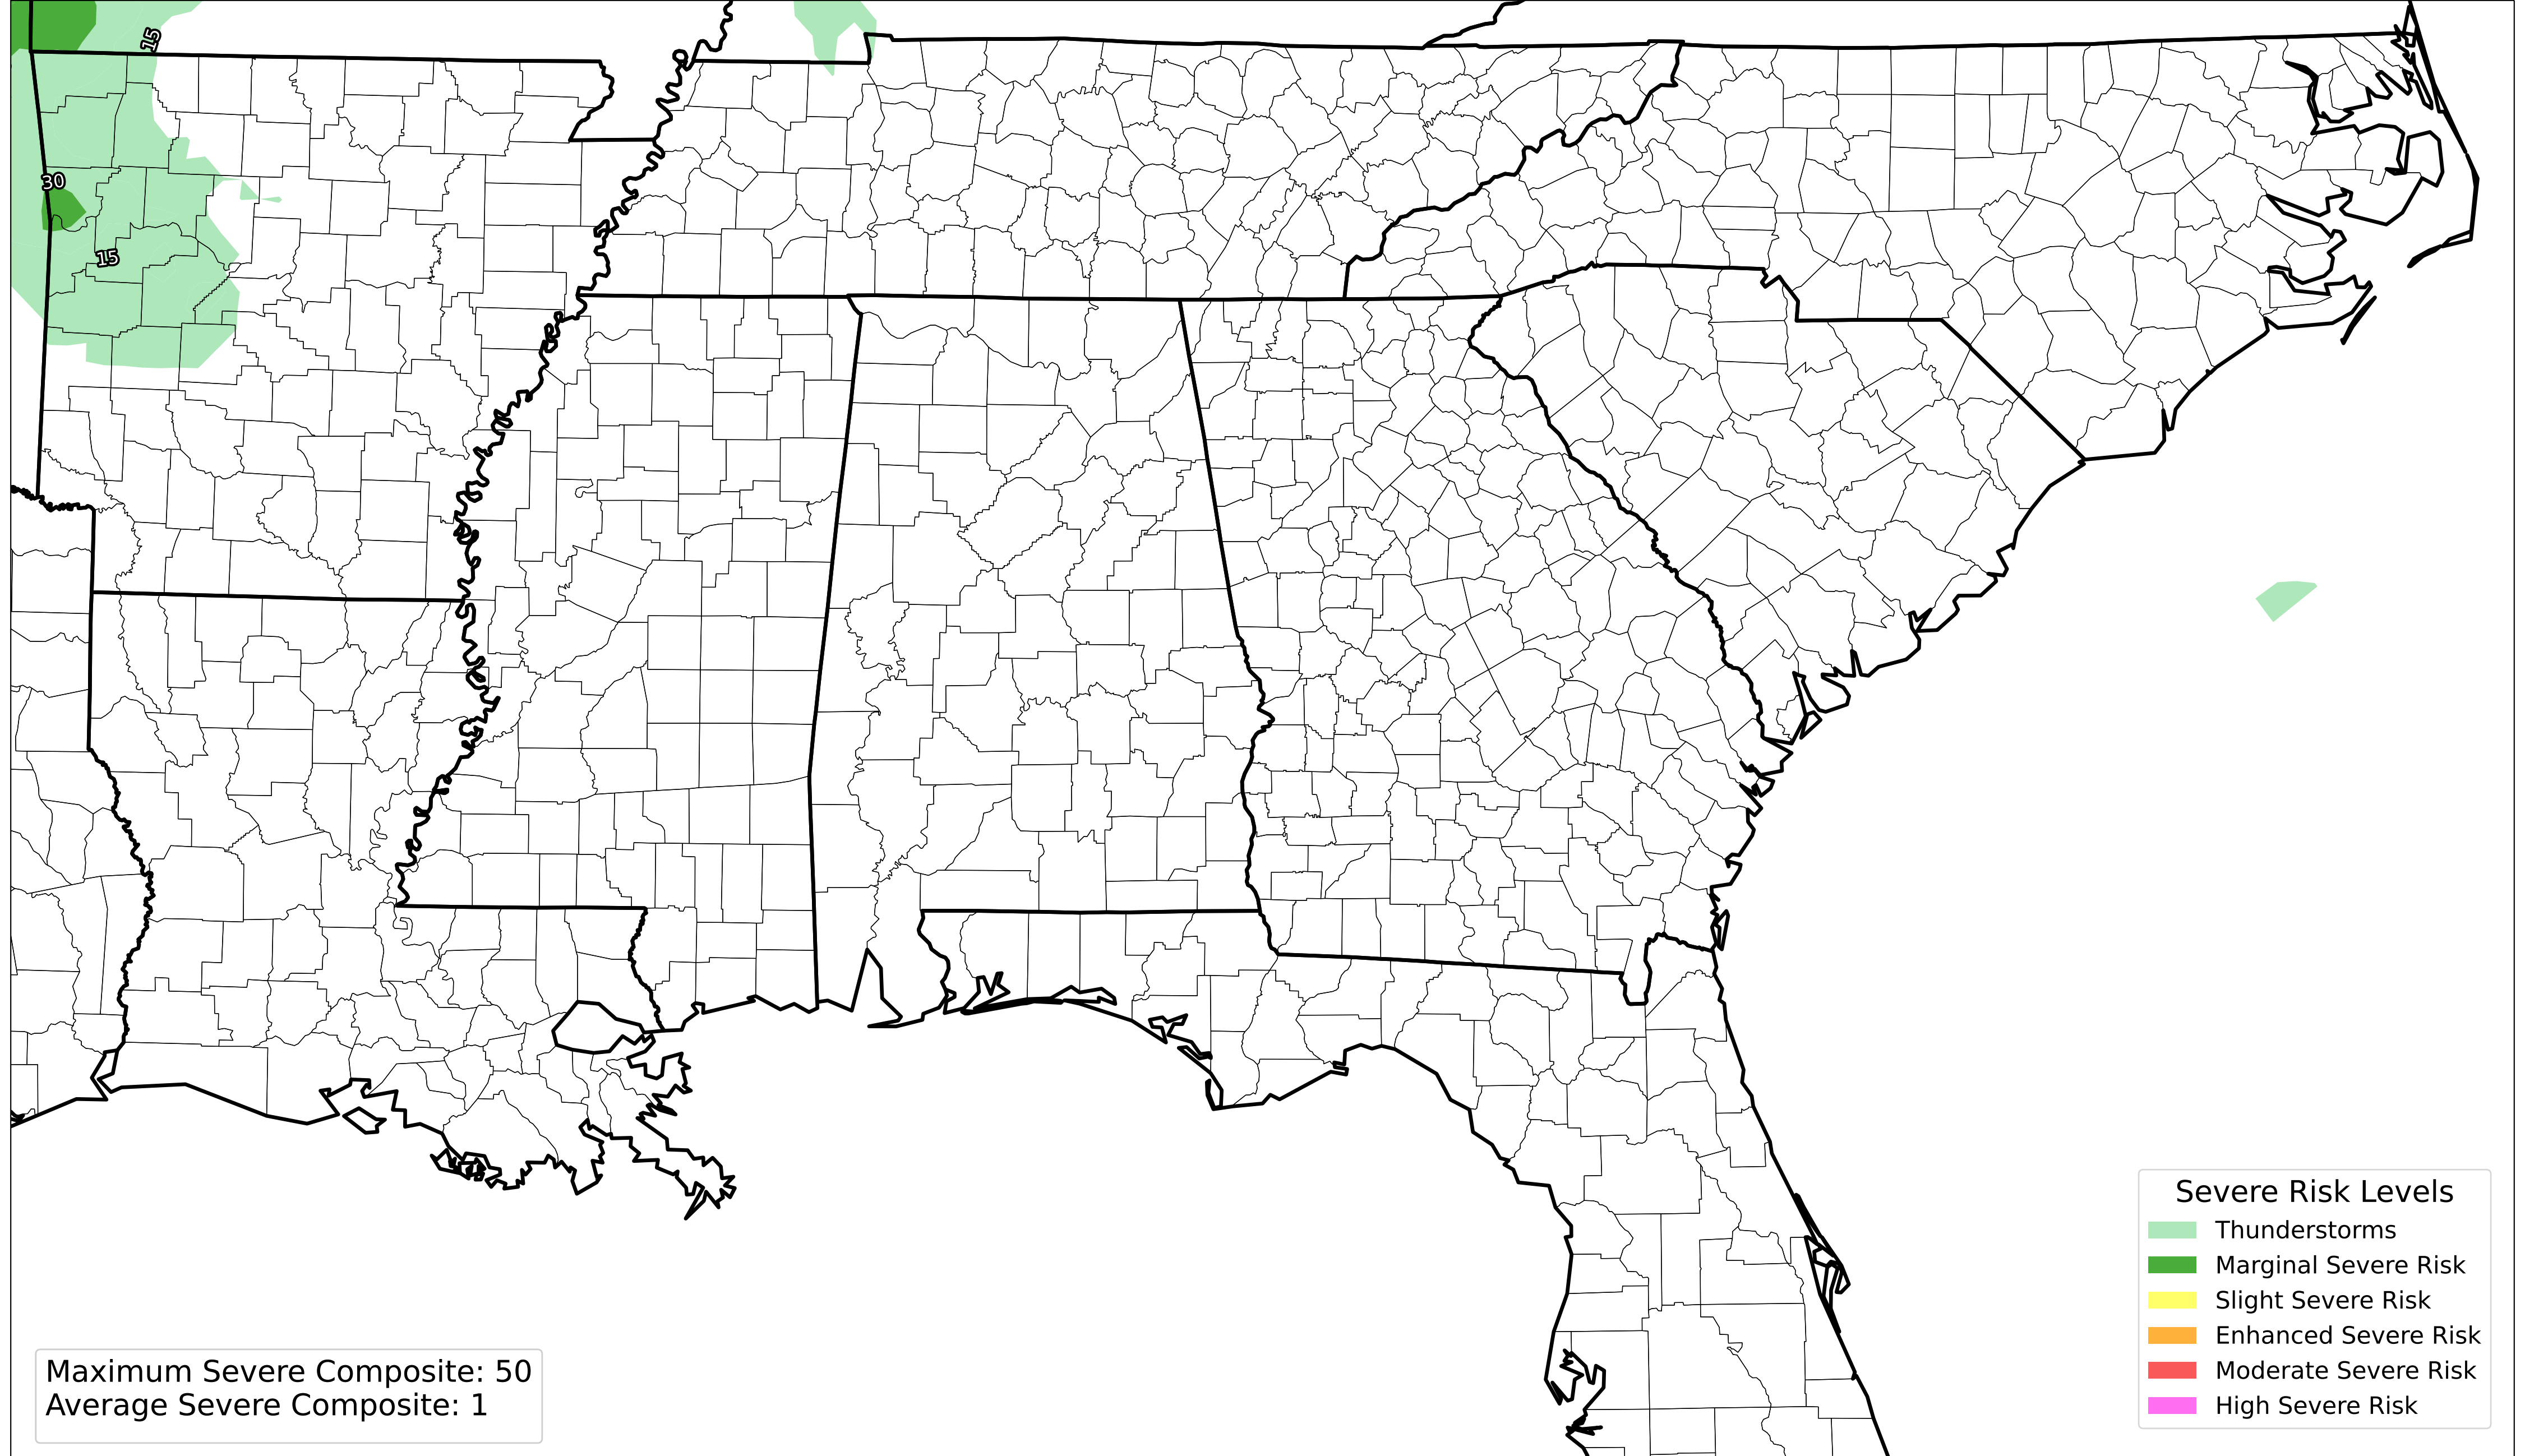 15
30
15
Severe Risk Levels
Thunderstorms
Marginal Severe Risk
Slight Severe Risk
Enhanced Severe Risk
Moderate Severe Risk
High Severe Risk
Maximum Severe Composite: 50
Average Severe Composite: 1